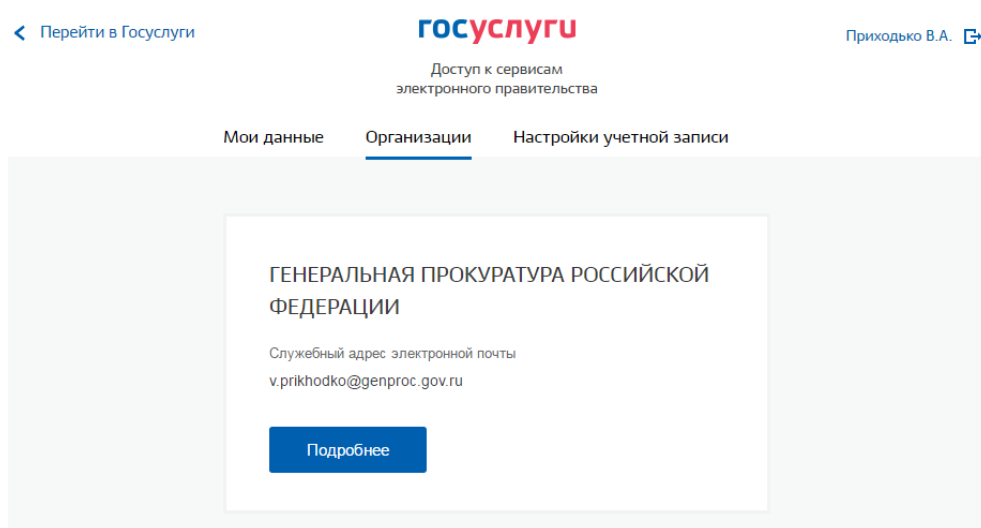 Перейти в Госуслуги
госуслуги
Приходько В.А.
Доступ к сервисам
электронного правительства
Мои данные Организации Настройки учетной записи
ГЕНЕРАЛЬНАЯ ПРОКУРАТУРА РОССИЙСКОЙ
ФЕДЕРАЦИИ
Служебный адрес электронной почты
v.prikhodko@genproc.gov.ru
Подробнее